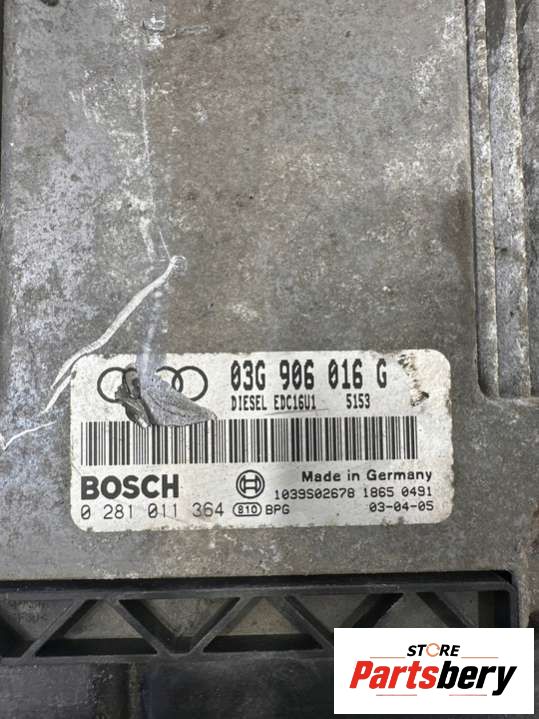 03G 906 016 G
DIESEL EDC16U1 5153
BOSCH
Made in Germany
1039S02678 1865 0491
0 281 011 364 810 BPG 03-04-05
STORE
Partsbery